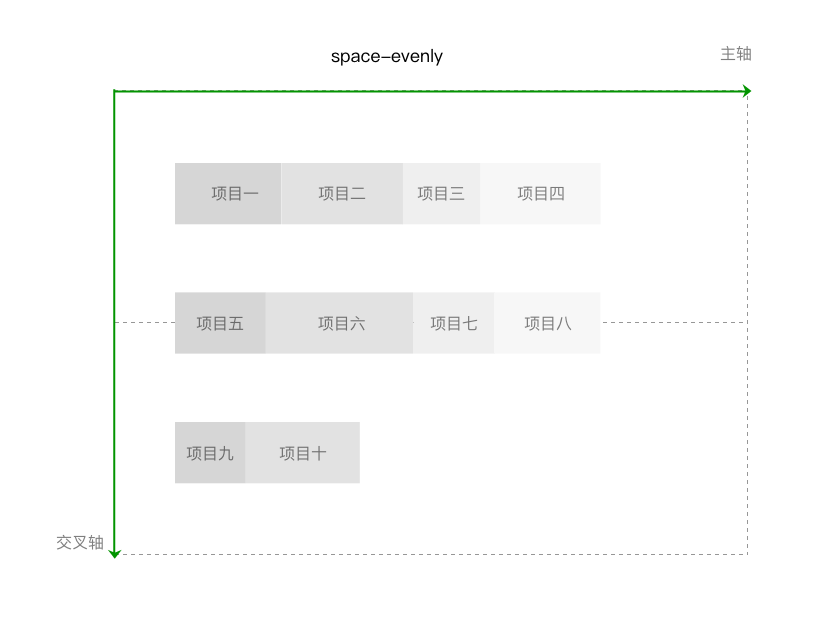 space-evenly
主轴
项目一 项目二 项目三 项目四
项目五 项目六 项目七 项目八
项目九 项目十
交叉轴